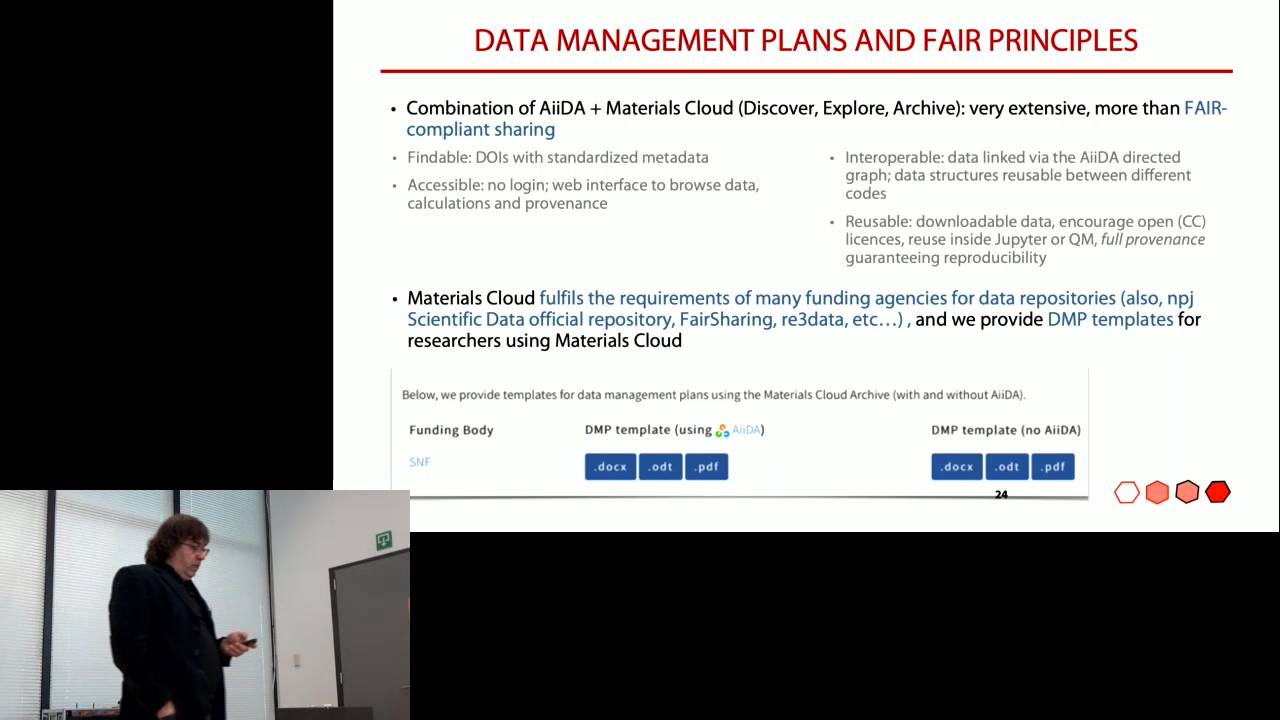 DATA MANAGEMENT PLANS AND FAIR PRINCIPLES
• Combination of AiiDA + Materials Cloud (Discover, Explore, Archive): very extensive, more than FAIR-
compliant sharing
• Findable: DOIs with standardized metadata
• Accessible: no login; web interface to browse data,
calculations and provenance
• Interoperable: data linked via the AiiDA directed
graph; data structures reusable between different
codes
• Reusable: downloadable data, encourage open (CC)
licences, reuse inside Jupyter or QM, full provenance
guaranteeing reproducibility
• Materials Cloud fulfils the requirements of many funding agencies for data repositories (also, npj
Scientific Data official repository, FairSharing, re3data, etc…) , and we provide DMP templates for
researchers using Materials Cloud
Below, we provide templates for data management plans using the Materials Cloud Archive (with and without AiiDA).
Funding Body DMP template (using AiiDA) DMP template (no AiiDA)
SNF .docx .odt .pdf .docx .odt .pdf
24